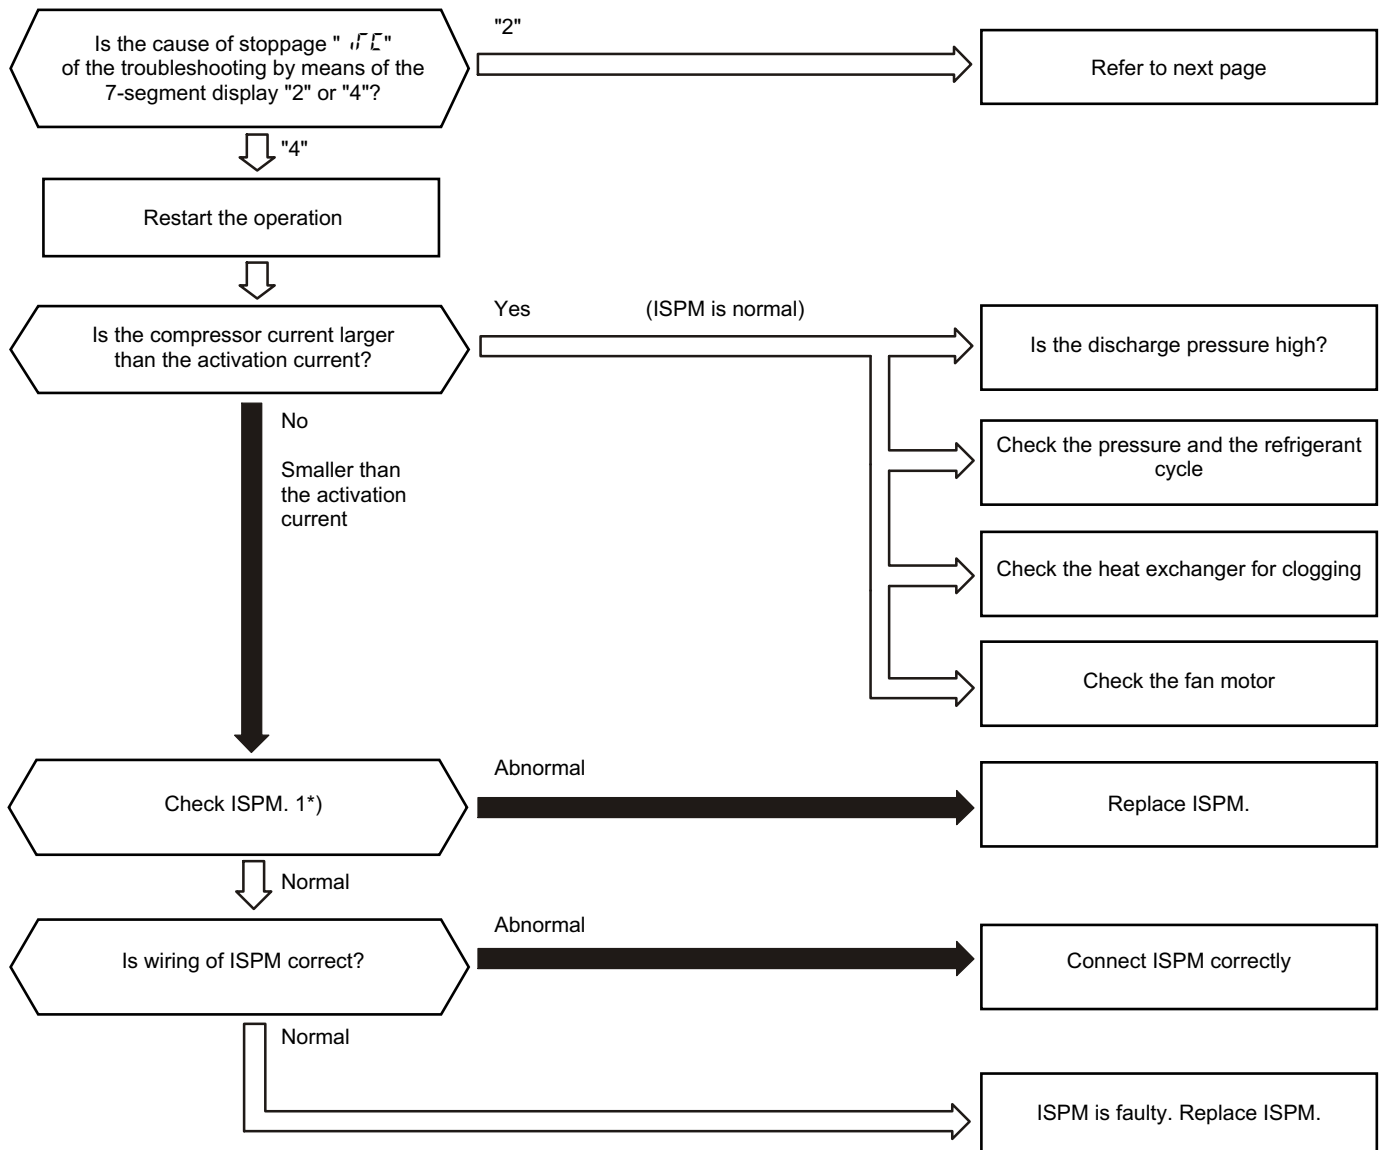 Is the cause of stoppage " iTC"
of the troubleshooting by means of the
7-segment display "2" or "4"?
"2"
Refer to next page
"4"
Restart the operation
Is the compressor current larger
than the activation current?
Yes
(ISPM is normal)
Is the discharge pressure high?
No
Smaller than
the activation
current
Check the pressure and the refrigerant
cycle
Check the heat exchanger for clogging
Check the fan motor
Check ISPM. 1*)
Abnormal
Replace ISPM.
Normal
Is wiring of ISPM correct?
Abnormal
Connect ISPM correctly
Normal
ISPM is faulty. Replace ISPM.